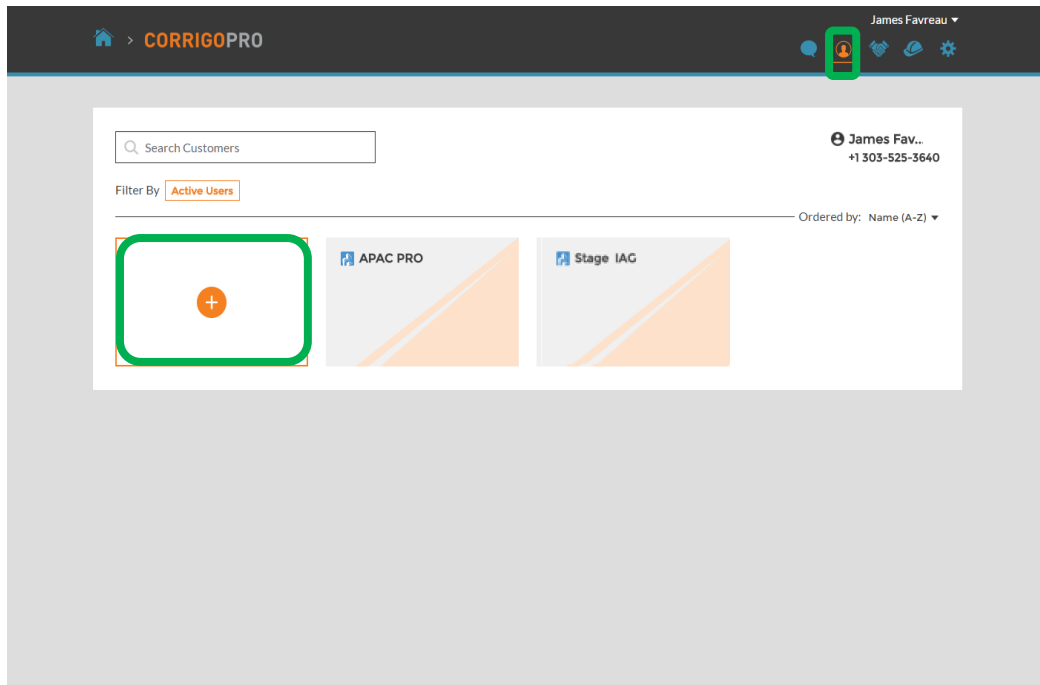 James Favreau
> CORRIGOPRO
Search Customers
James Fav...
+1 303-525-3640
Filter By Active Users
Ordered by: Name (A-Z)
+
APAC PRO
Stage IAG